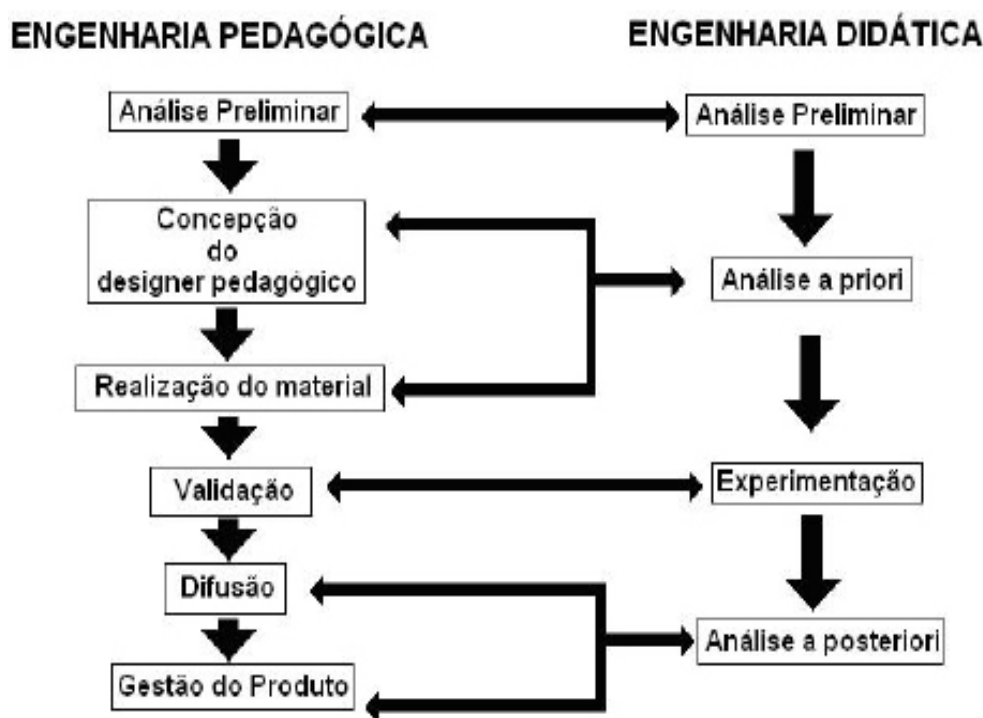 ENGENHARIA PEDAGÓGICA
Análise Preliminar
Concepção
do
designer pedagógico
Realização do material
Validação
Difusão
Gestão do Produto
ENGENHARIA DIDÁTICA
Análise Preliminar
Análise a priori
Experimentação
Análise a posteriori